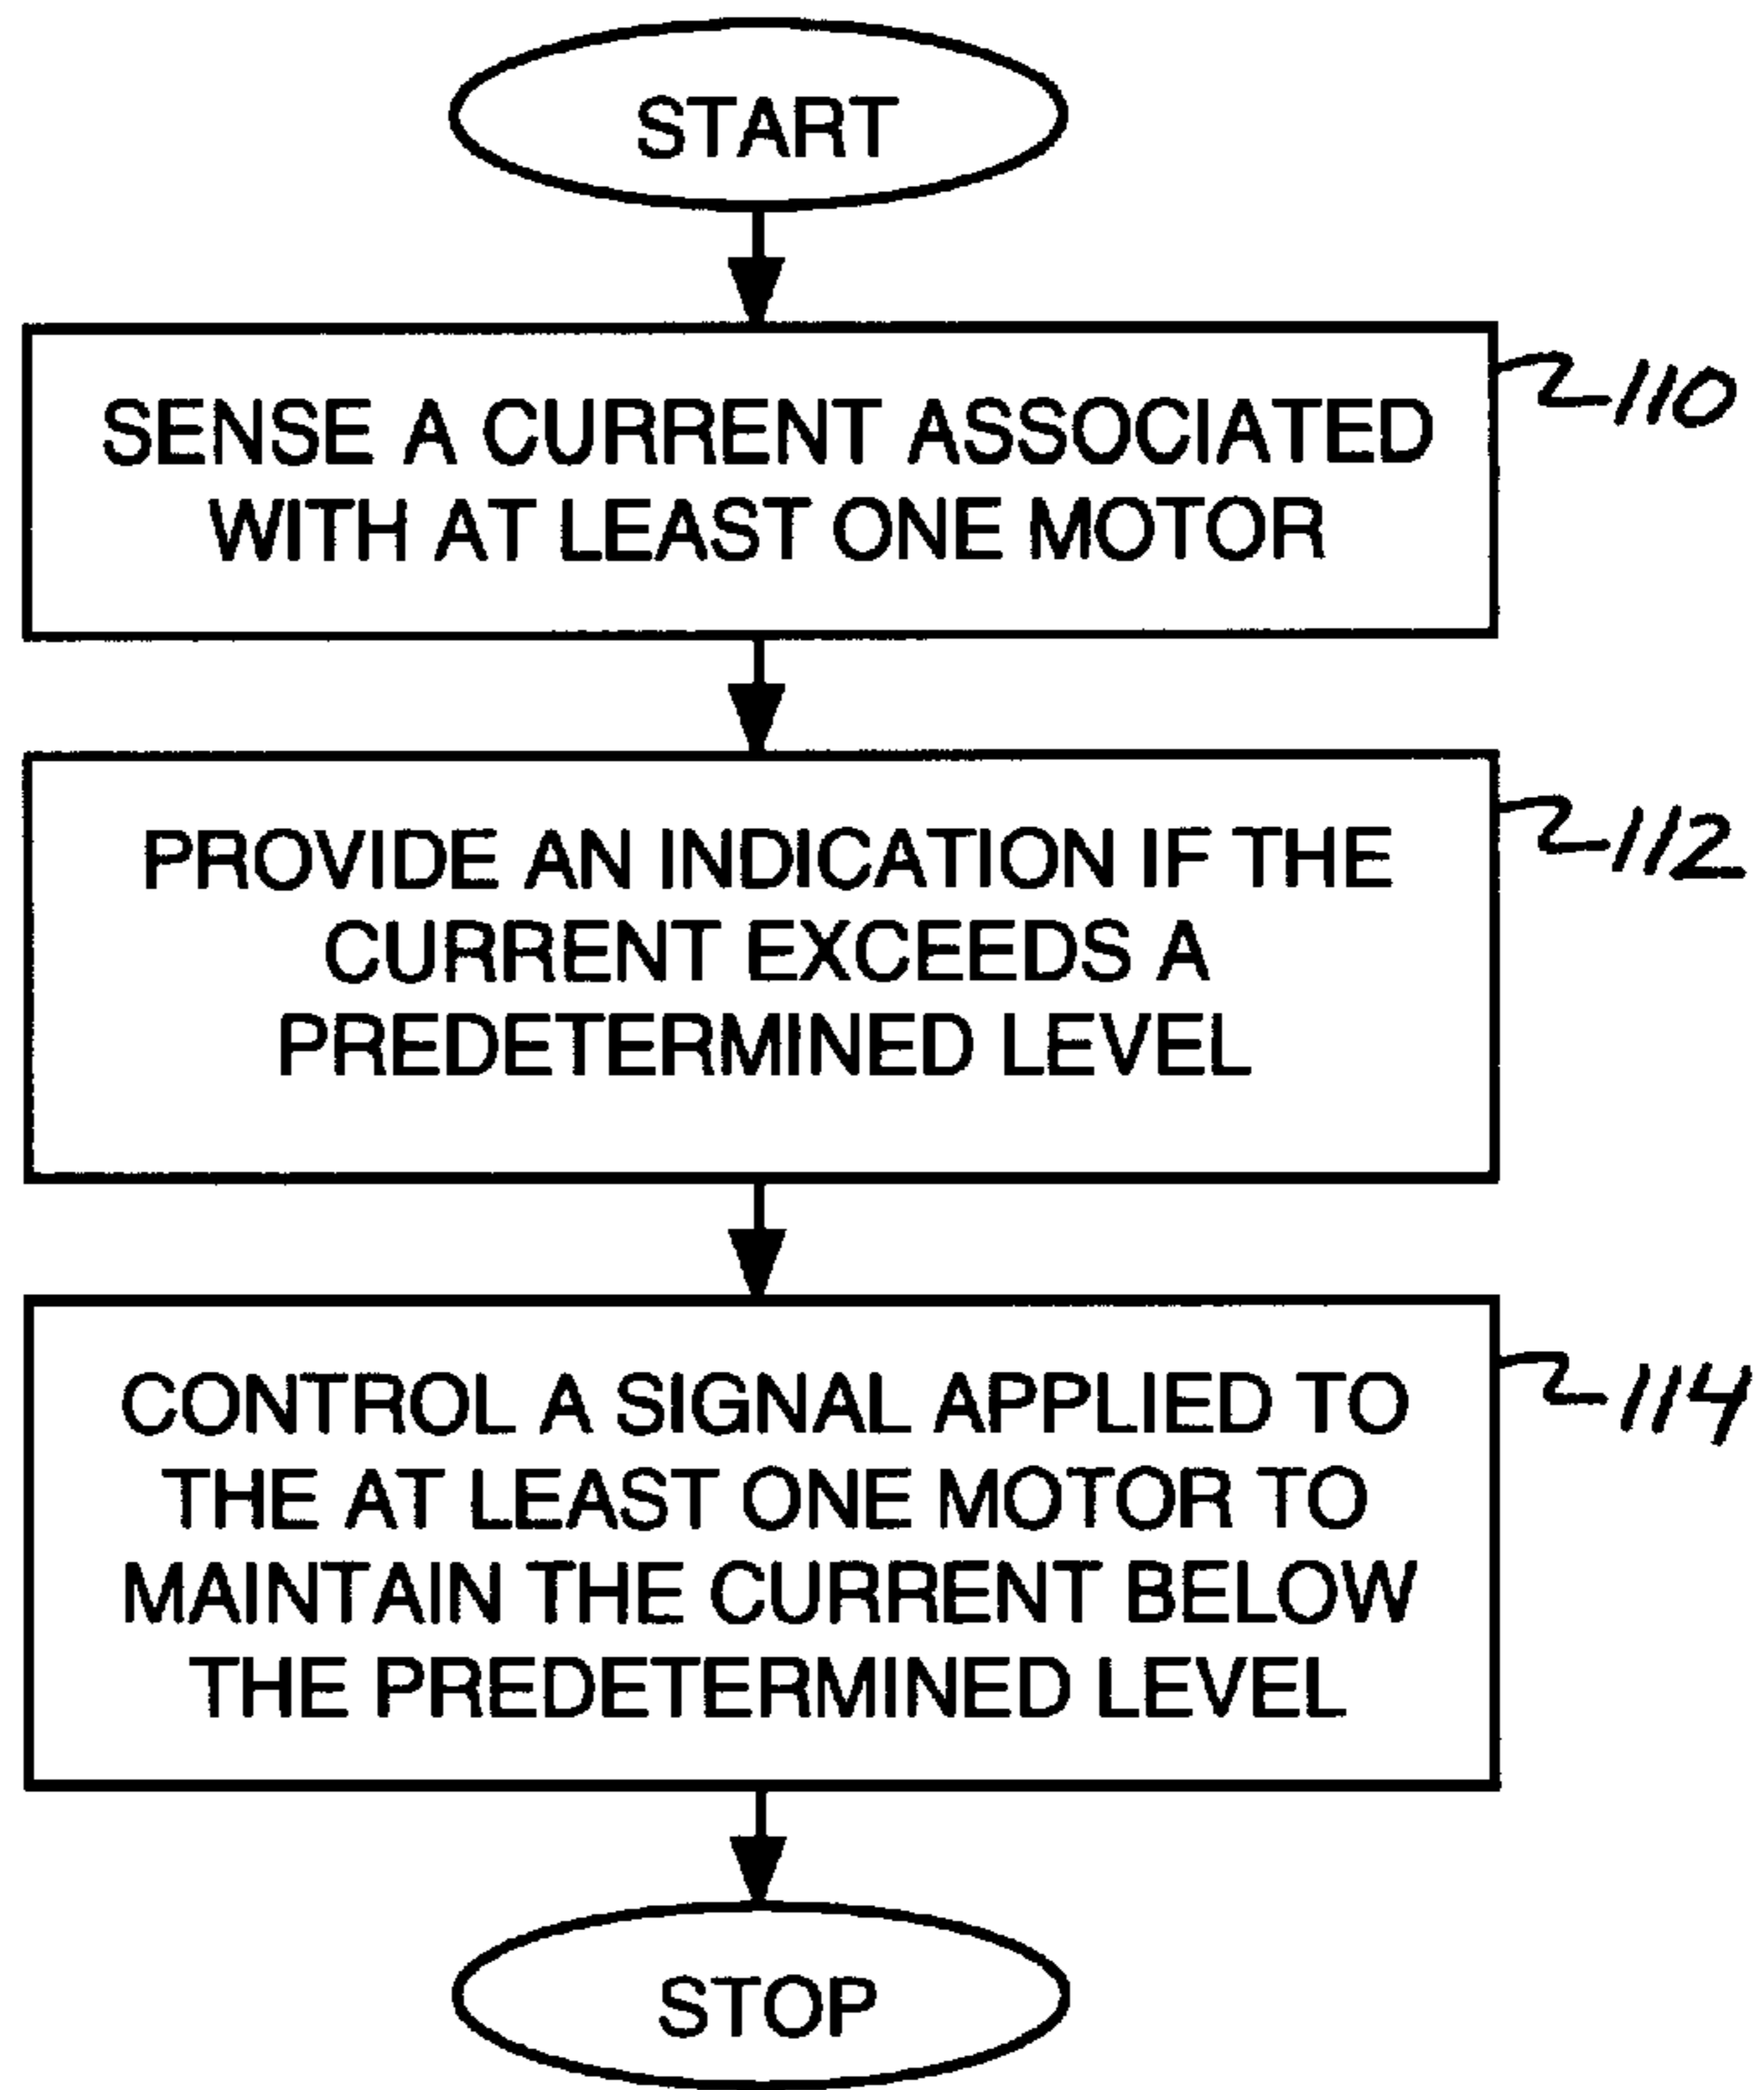 START
SENSE A CURRENT ASSOCIATED
WITH AT LEAST ONE MOTOR
110
PROVIDE AN INDICATION IF THE
CURRENT EXCEEDS A
PREDETERMINED LEVEL
112
CONTROL A SIGNAL APPLIED TO
THE AT LEAST ONE MOTOR TO
MAINTAIN THE CURRENT BELOW
THE PREDETERMINED LEVEL
114
STOP